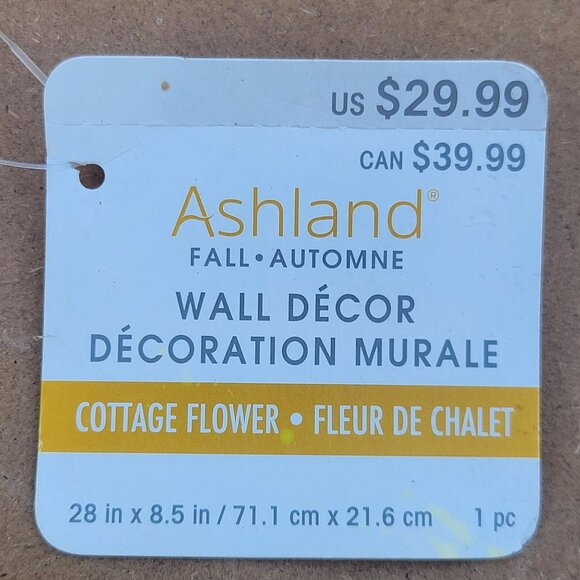 US $29.99
CAN $39.99
Ashland®
FALL • AUTOMNE
WALL DÉCOR
DÉCORATION MURALE
COTTAGE FLOWER • FLEUR DE CHALET
28 in x 8.5 in / 71.1 cm x 21.6 cm 1 pc